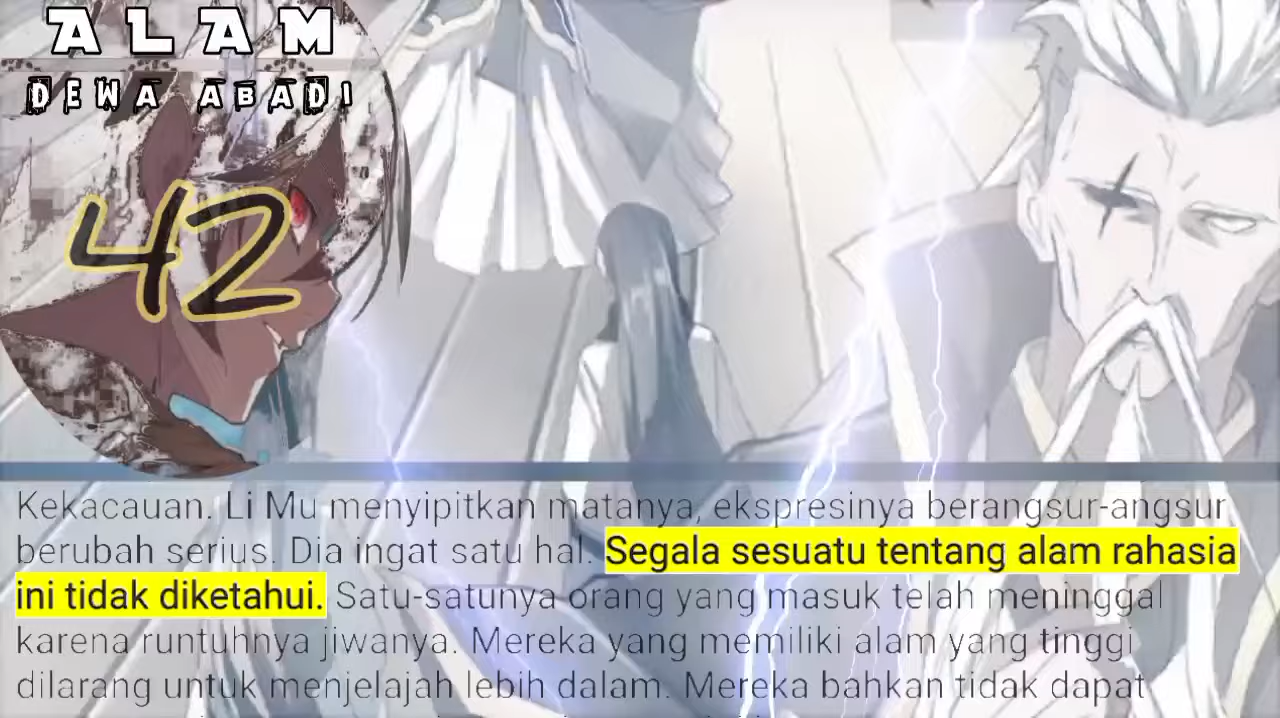 ALAM
DEWA ABADI
42
Kekacauan. Li Mu menyipitkan matanya, ekspresinya berangsur-angsur
berubah serius. Dia ingat satu hal. Segala sesuatu tentang alam rahasia
ini tidak diketahui. Satu-satunya orang yang masuk telah meninggal
karena runtuhnya jiwanya. Mereka yang memiliki alam yang tinggi
dilarang untuk menjelajah lebih dalam. Mereka bahkan tidak dapat